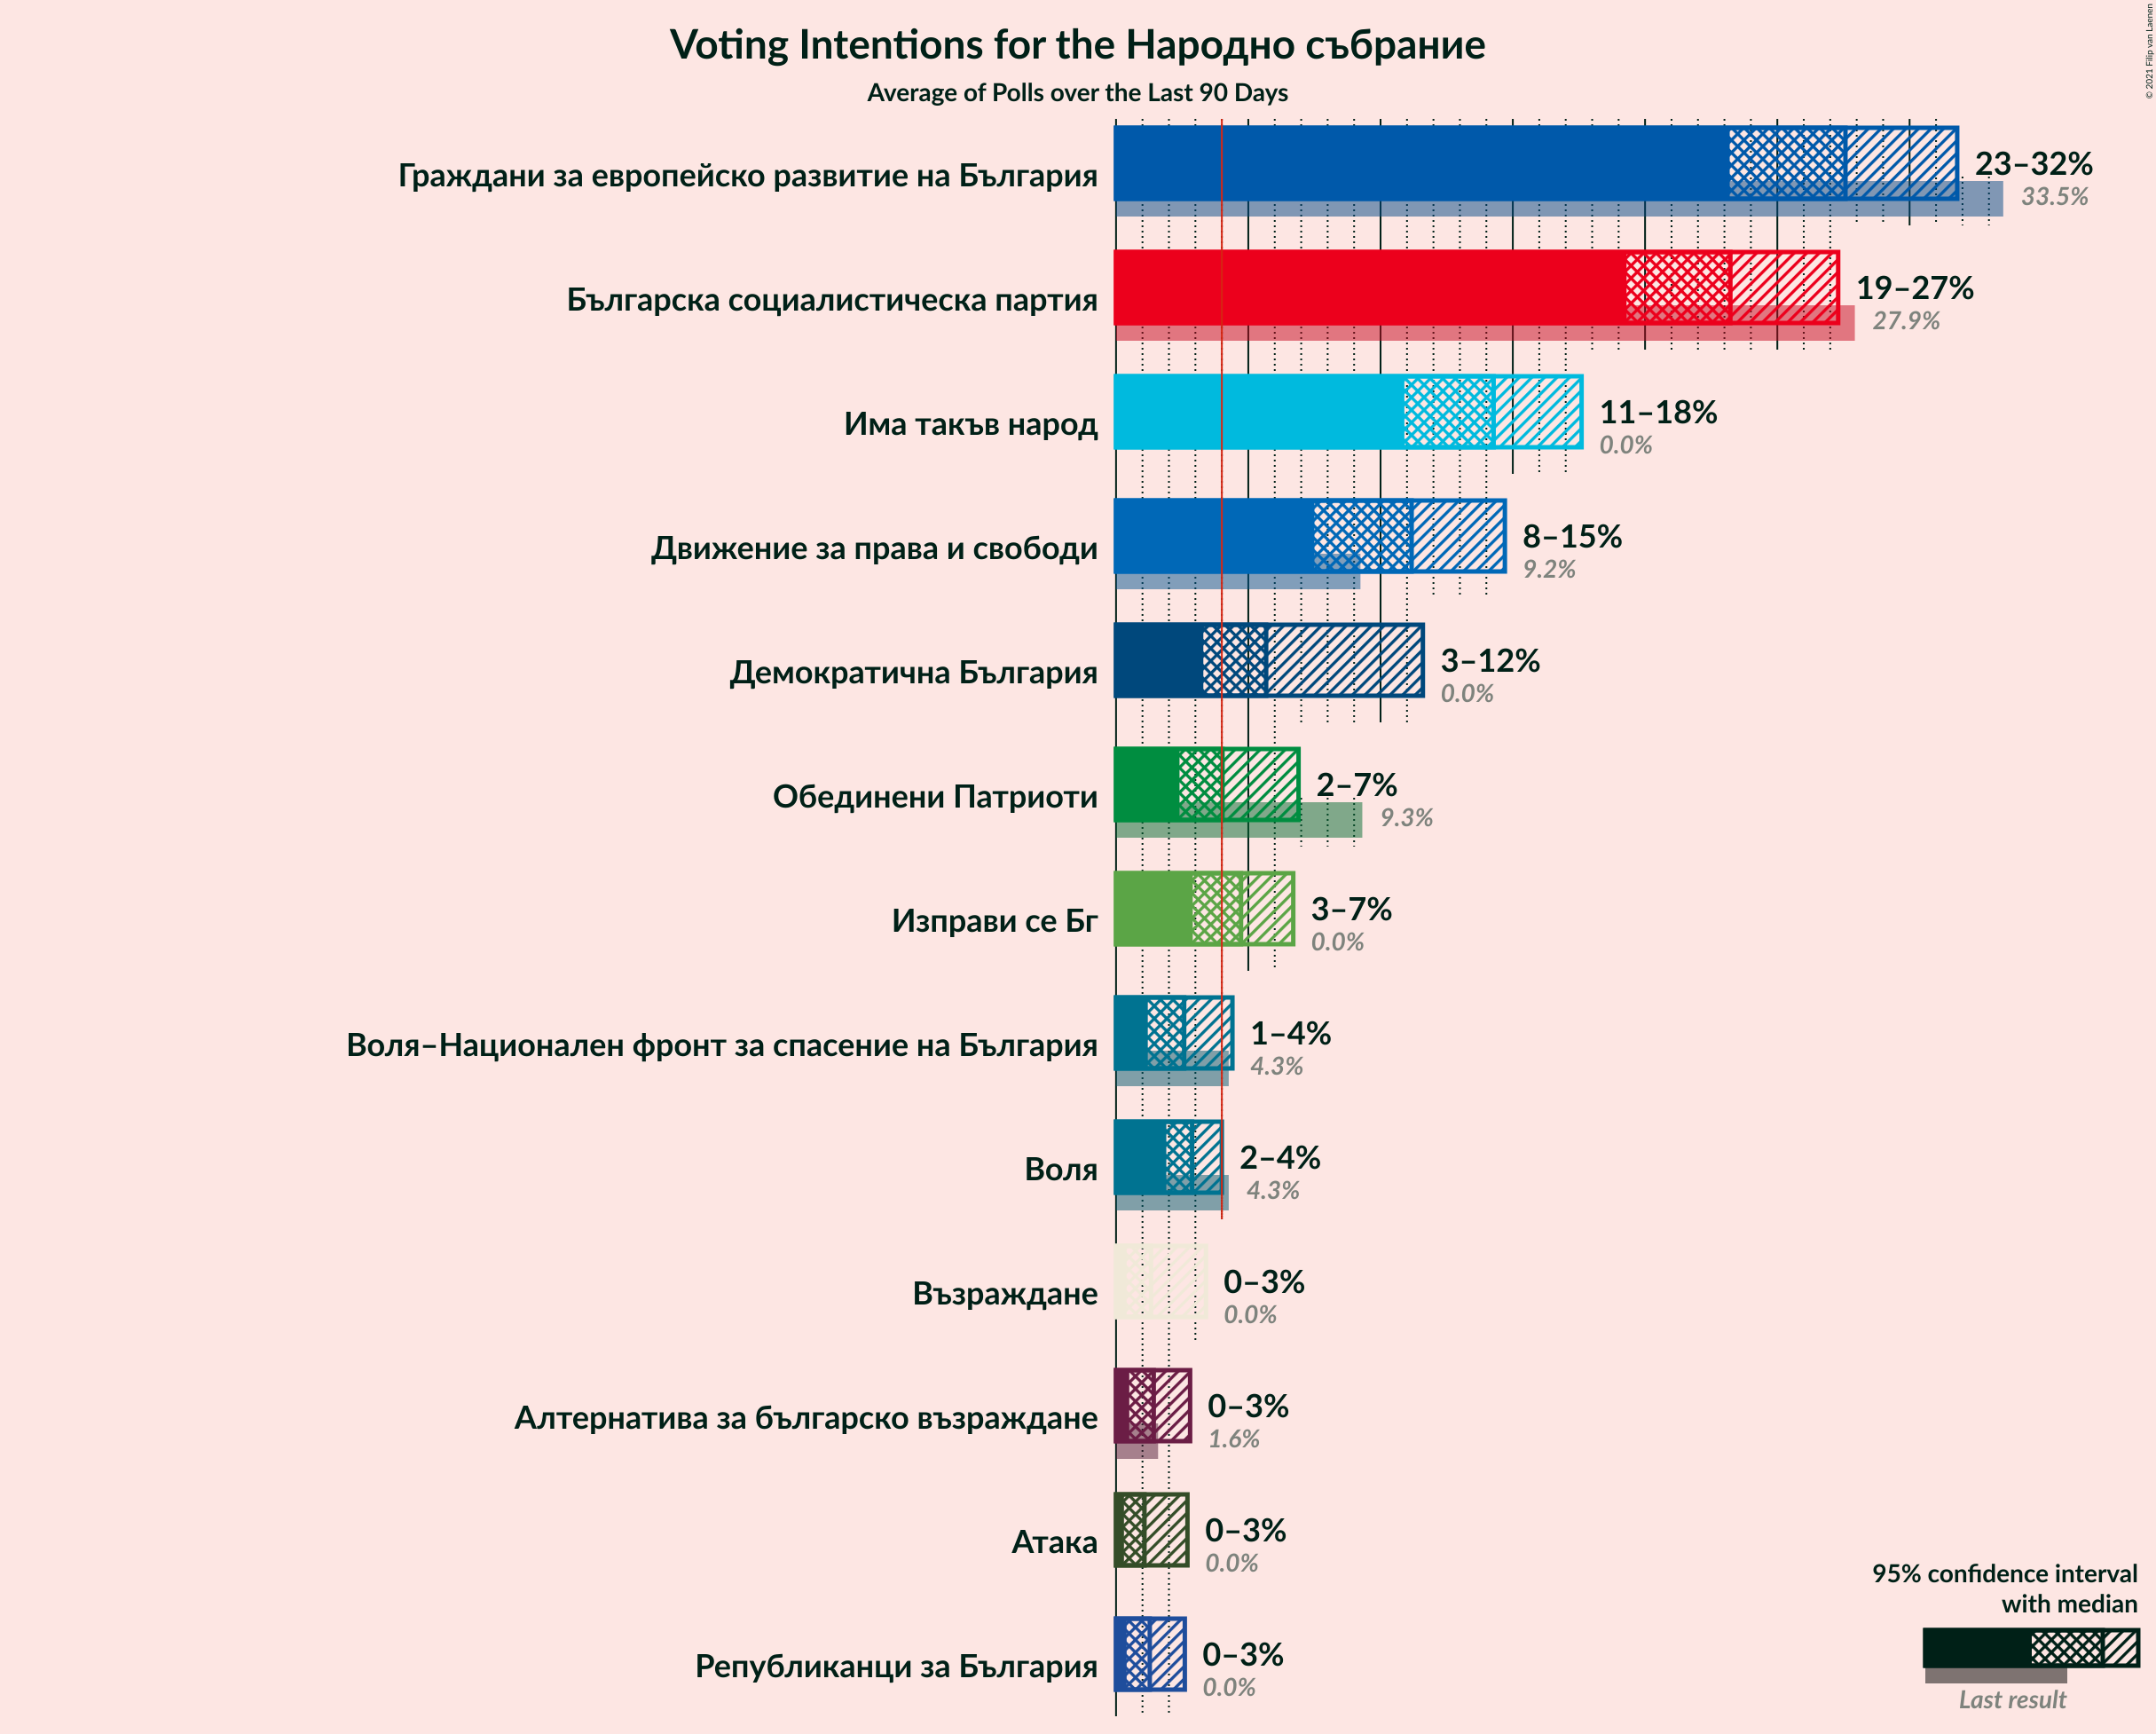 Voting Intentions for the Народно събрание
Average of Polls over the Last 90 Days
© 2021 Filip van Laenen
Граждани за европейско развитие на България
23–32%
33.5%
Българска социалистическа партия
19–27%
27.9%
Има такъв народ
11–18%
0.0%
Движение за права и свободи
8–15%
9.2%
Демократична България
3–12%
0.0%
Обединени Патриоти
2–7%
9.3%
Изправи се Бг
3–7%
0.0%
Воля–Национален фронт за спасение на България
1–4%
4.3%
Воля
2–4%
4.3%
Възраждане
0–3%
0.0%
Алтернатива за българско възраждане
0–3%
1.6%
Атака
0–3%
0.0%
Републиканци за България
0–3%
0.0%
95% confidence interval
with median
Last result